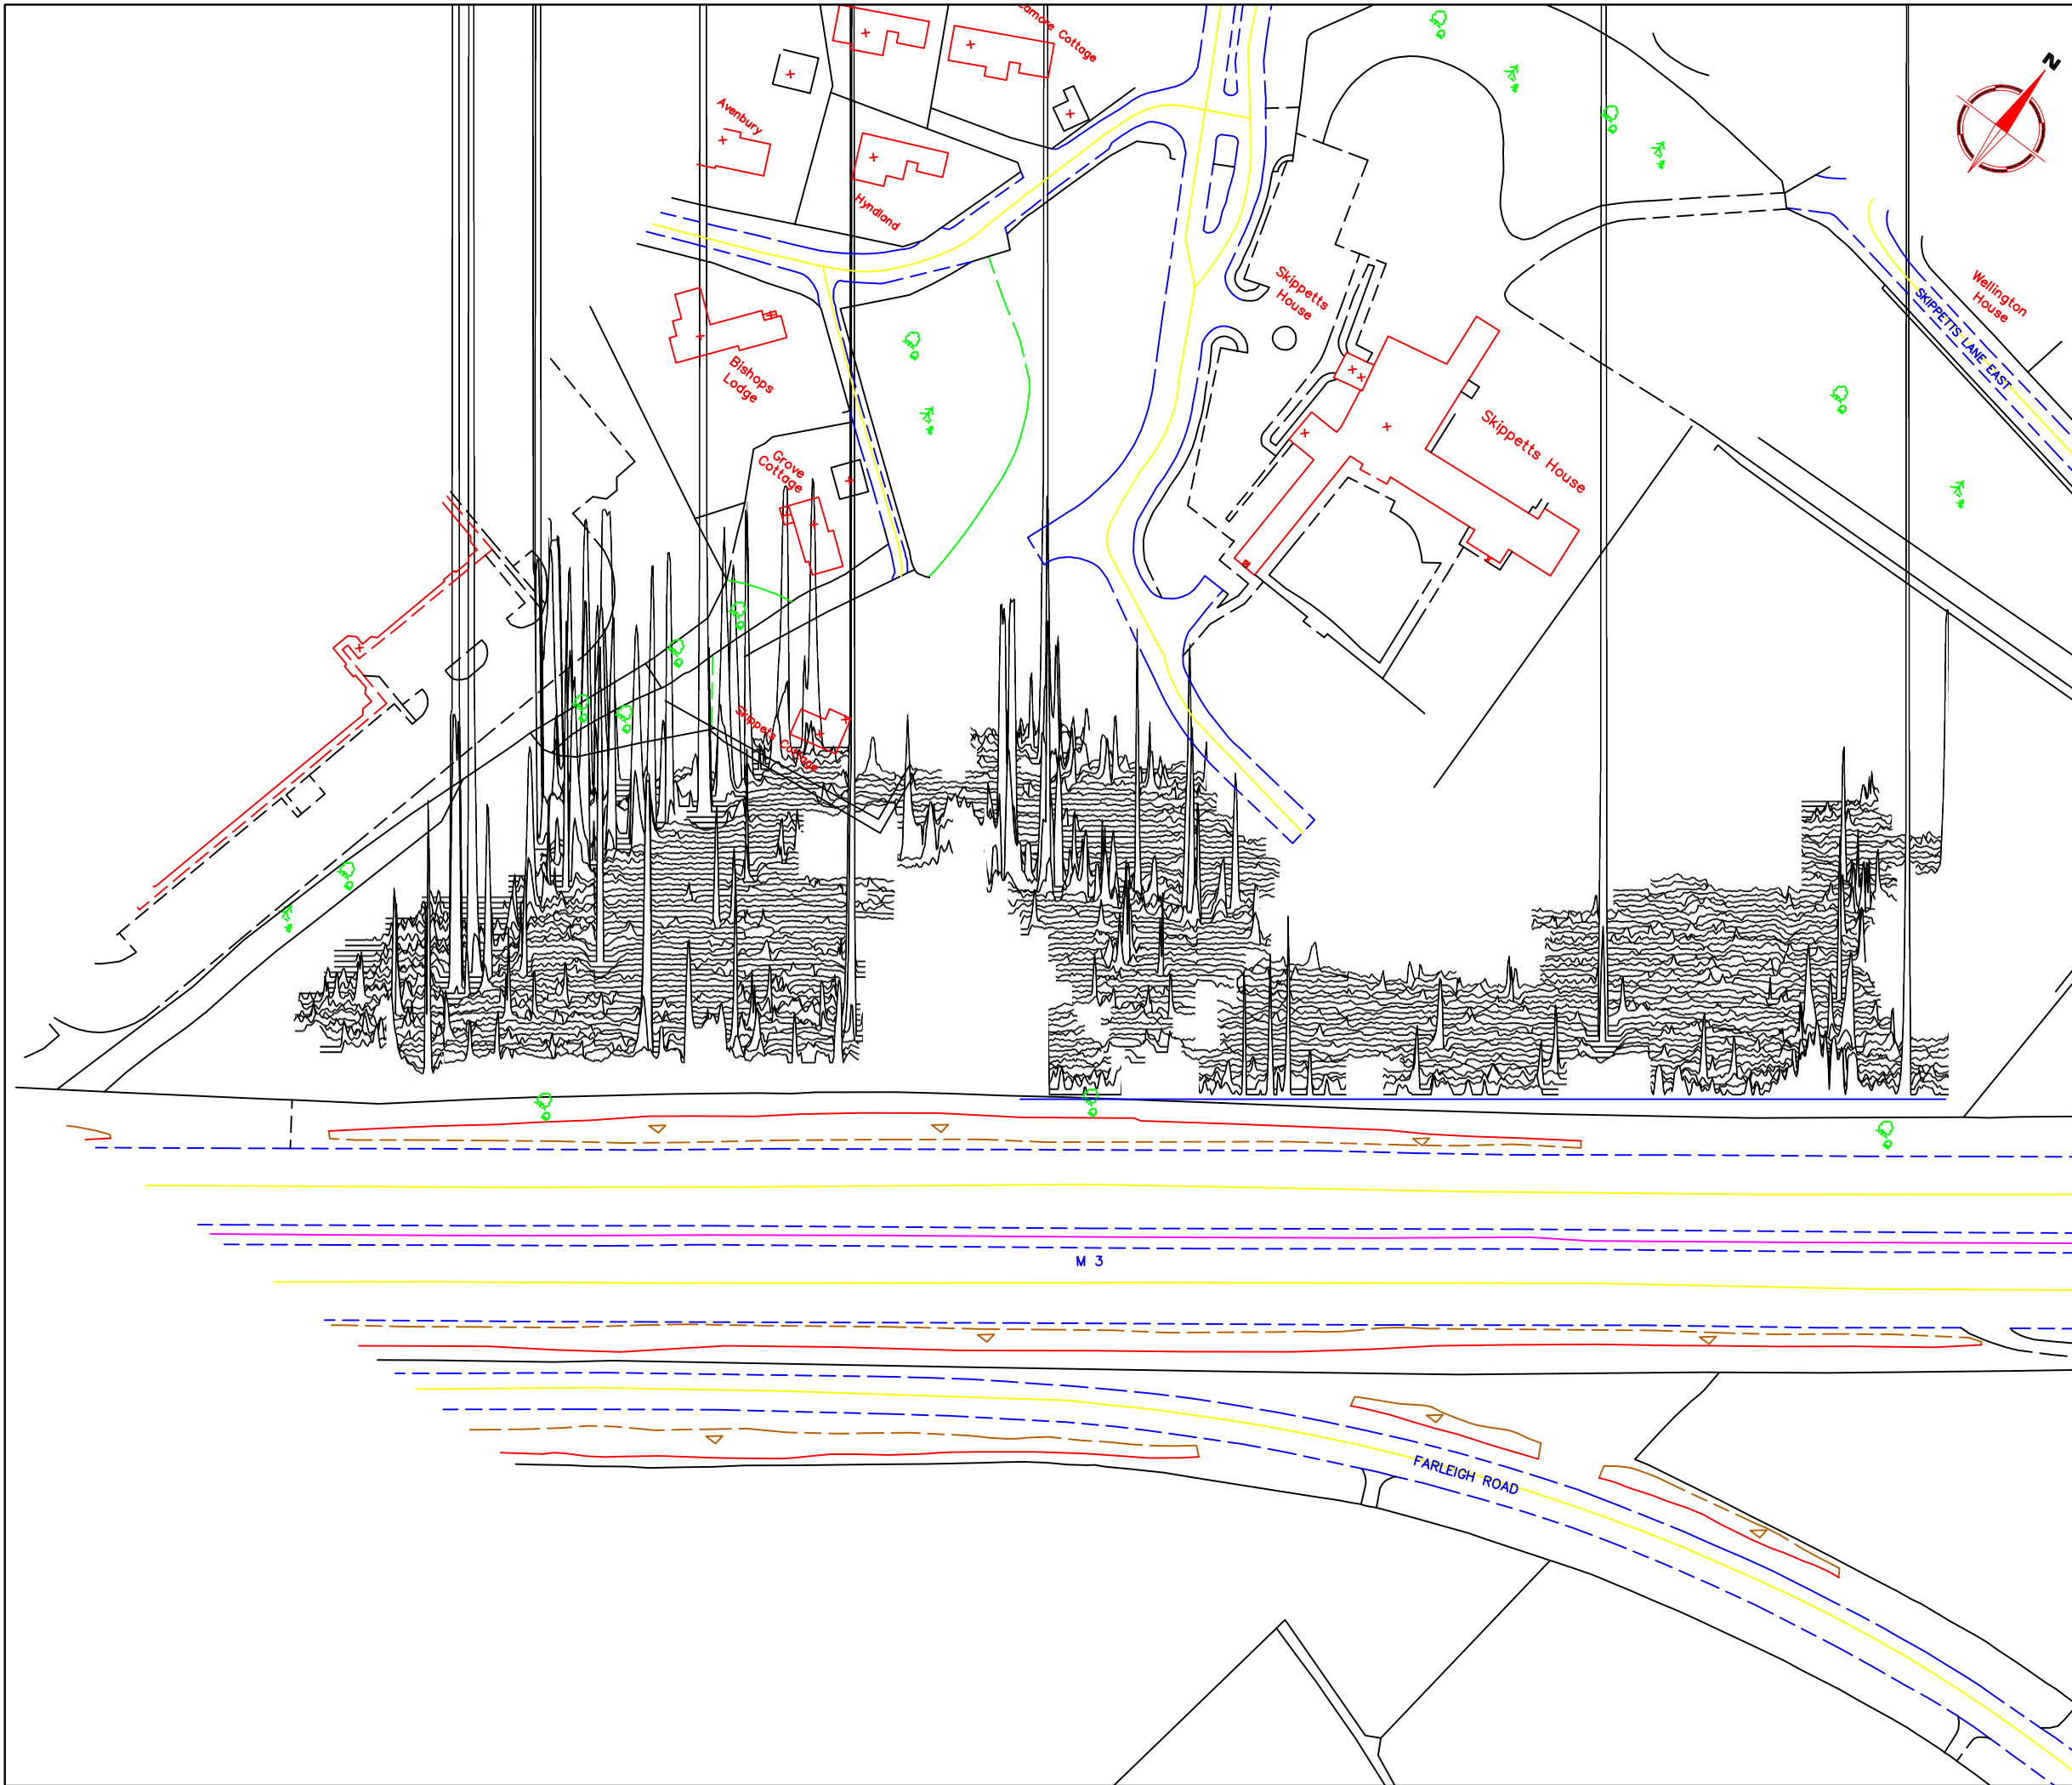 Cottage
N
Avenbury
Hyndland
Skippetts
House
Wellington
House
SKIPPETTS LANE EAST
Bishops
Lodge
Skippetts House
Grove
Cottage
Skippets Cottage
M 3
FARLEIGH ROAD